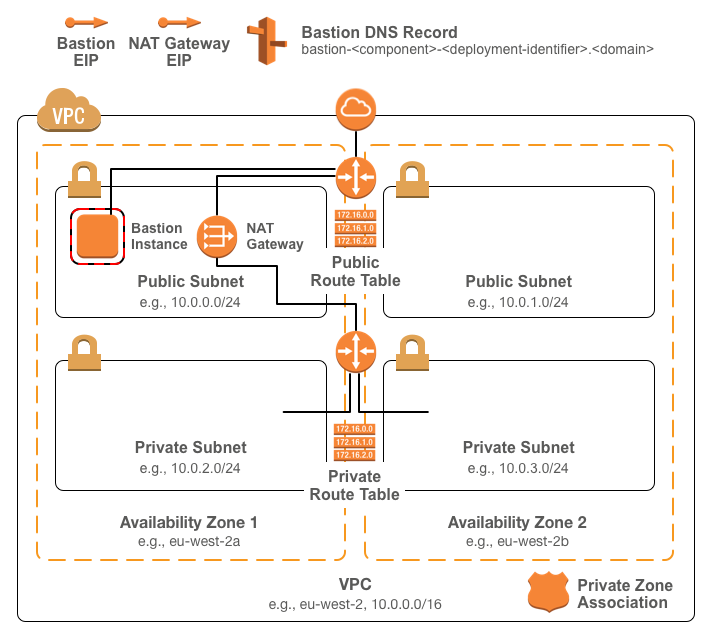 Bastion
EIP
NAT Gateway
EIP
Bastion DNS Record
bastion-<component>-<deployment-identifier>.<domain>
VPC
172.16.0.0
172.16.1.0
172.16.2.0
Bastion
Instance
NAT
Gateway
Public
Route Table
Public Subnet
e.g., 10.0.0.0/24
Public Subnet
e.g., 10.0.1.0/24
172.16.0.0
172.16.1.0
172.16.2.0
Private Subnet
e.g., 10.0.2.0/24
Private Subnet
e.g., 10.0.3.0/24
Private
Route Table
Availability Zone 1
e.g., eu-west-2a
Availability Zone 2
e.g., eu-west-2b
VPC
e.g., eu-west-2, 10.0.0.0/16
Private Zone
Association